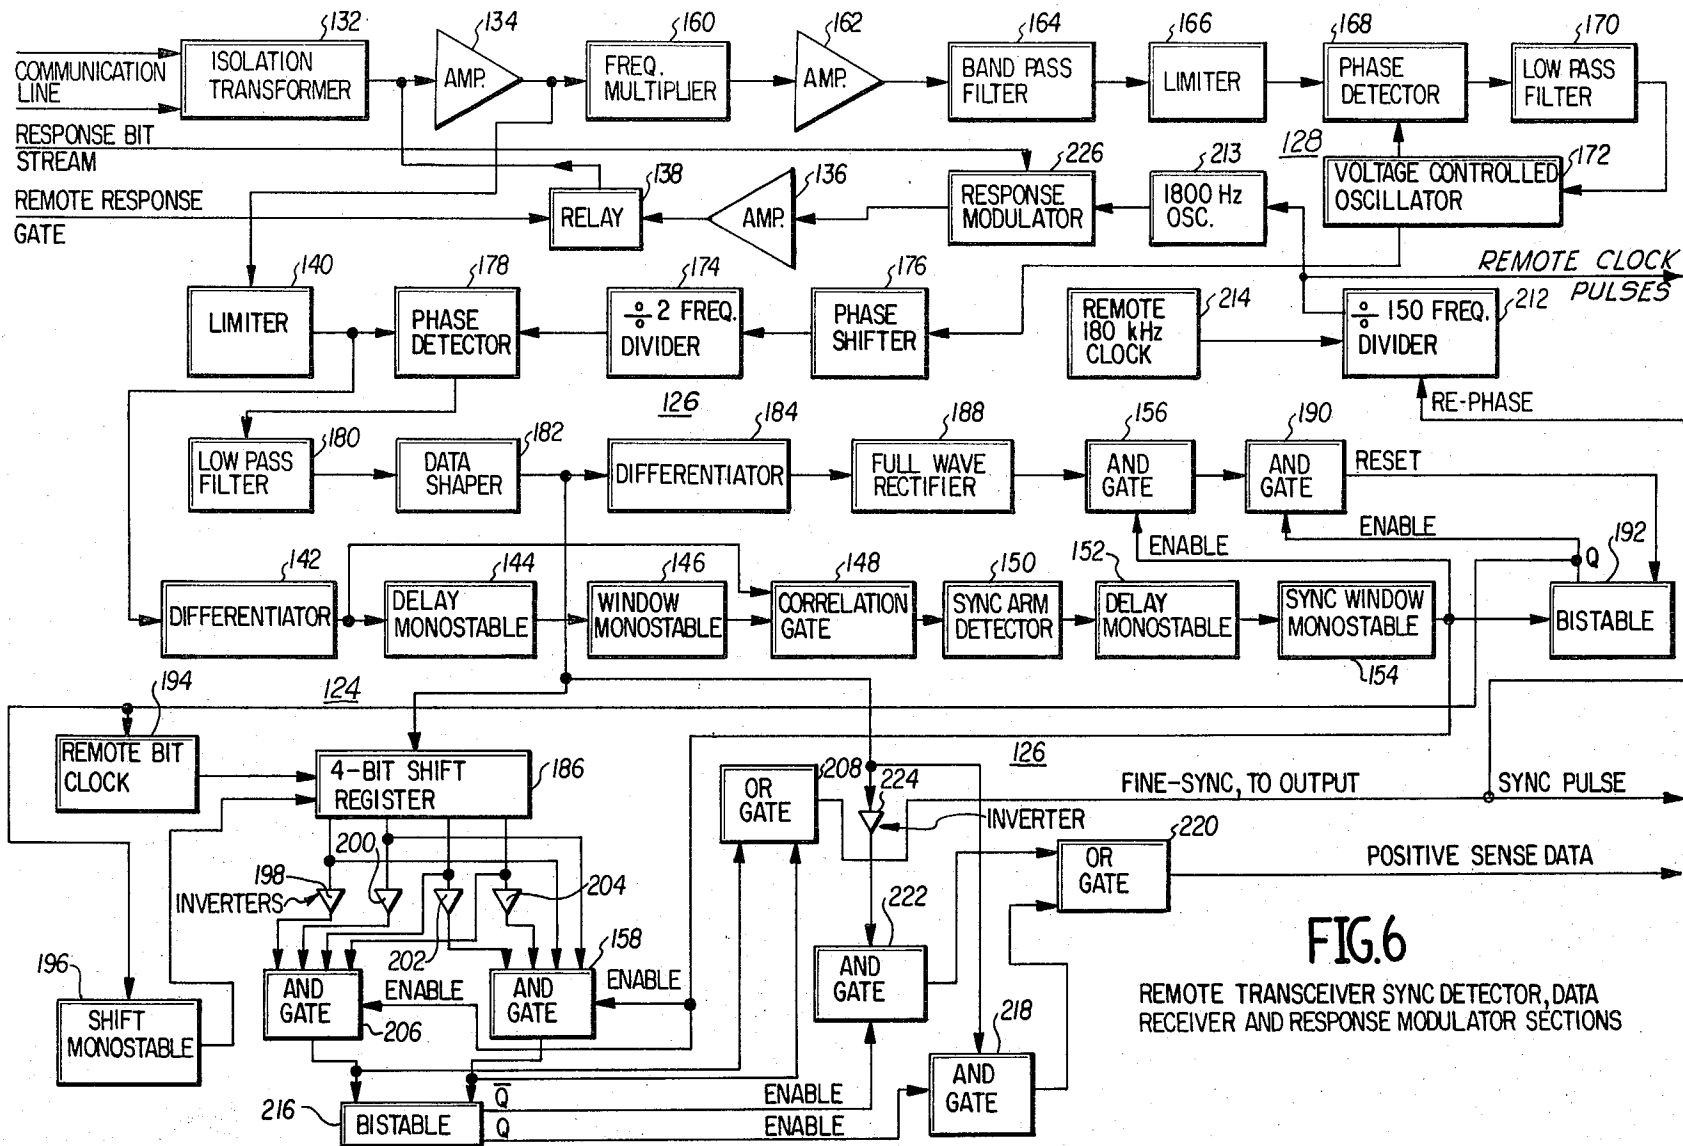 132
134
160
162
164
166
168
170
COMMUNICATION
LINE
ISOLATION
TRANSFORMER
AMP.
FREQ.
MULTIPLIER
AMP.
BAND PASS
FILTER
LIMITER
PHASE
DETECTOR
LOW PASS
FILTER
RESPONSE BIT
STREAM
REMOTE RESPONSE
GATE
138
RELAY
136
AMP.
226
RESPONSE
MODULATOR
213
1800 Hz
OSC.
128
172
VOLTAGE CONTROLLED
OSCILLATOR
REMOTE CLOCK
PULSES
140
LIMITER
178
PHASE
DETECTOR
174
÷ 2 FREQ.
DIVIDER
176
PHASE
SHIFTER
214
REMOTE
180 kHz
CLOCK
212
÷ 150 FREQ.
DIVIDER
RE-PHASE
126
180
LOW PASS
FILTER
182
DATA
SHAPER
184
DIFFERENTIATOR
188
FULL WAVE
RECTIFIER
156
AND
GATE
190
AND
GATE
RESET
ENABLE
ENABLE
Q
192
BISTABLE
142
DIFFERENTIATOR
144
DELAY
MONOSTABLE
146
WINDOW
MONOSTABLE
148
CORRELATION
GATE
150
SYNC ARM
DETECTOR
152
DELAY
MONOSTABLE
SYNC WINDOW
MONOSTABLE
154
124
194
REMOTE BIT
CLOCK
4-BIT SHIFT
REGISTER
186
208
OR
GATE
126
224
INVERTER
FINE-SYNC, TO OUTPUT
SYNC PULSE
220
OR
GATE
POSITIVE SENSE DATA
198
200
INVERTERS
204
202
158
222
AND
GATE
196
SHIFT
MONOSTABLE
AND
GATE
206
ENABLE
AND
GATE
ENABLE
218
AND
GATE
216
BISTABLE
Q̅
ENABLE
Q
ENABLE
FIG.6
REMOTE TRANSCEIVER SYNC DETECTOR, DATA
RECEIVER AND RESPONSE MODULATOR SECTIONS